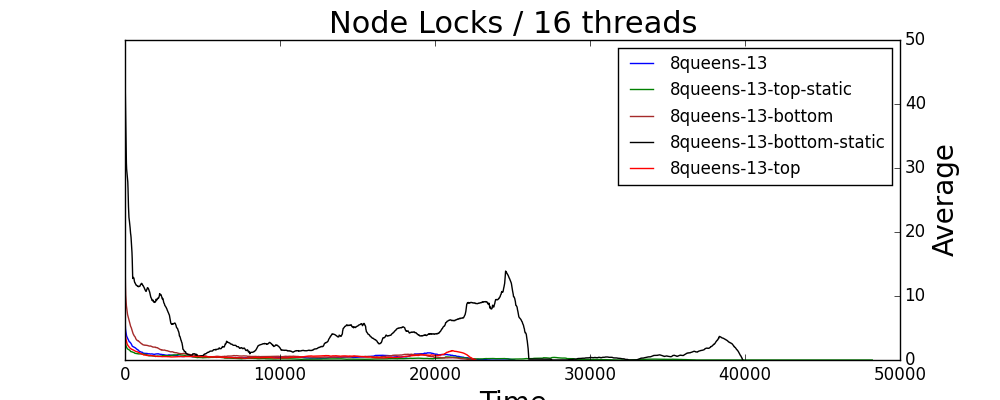 Node Locks / 16 threads
8queens-13
8queens-13-top-static
8queens-13-bottom
8queens-13-bottom-static
8queens-13-top
50
40
30
20
10
0
Average
0 10000 20000 30000 40000 50000
Time